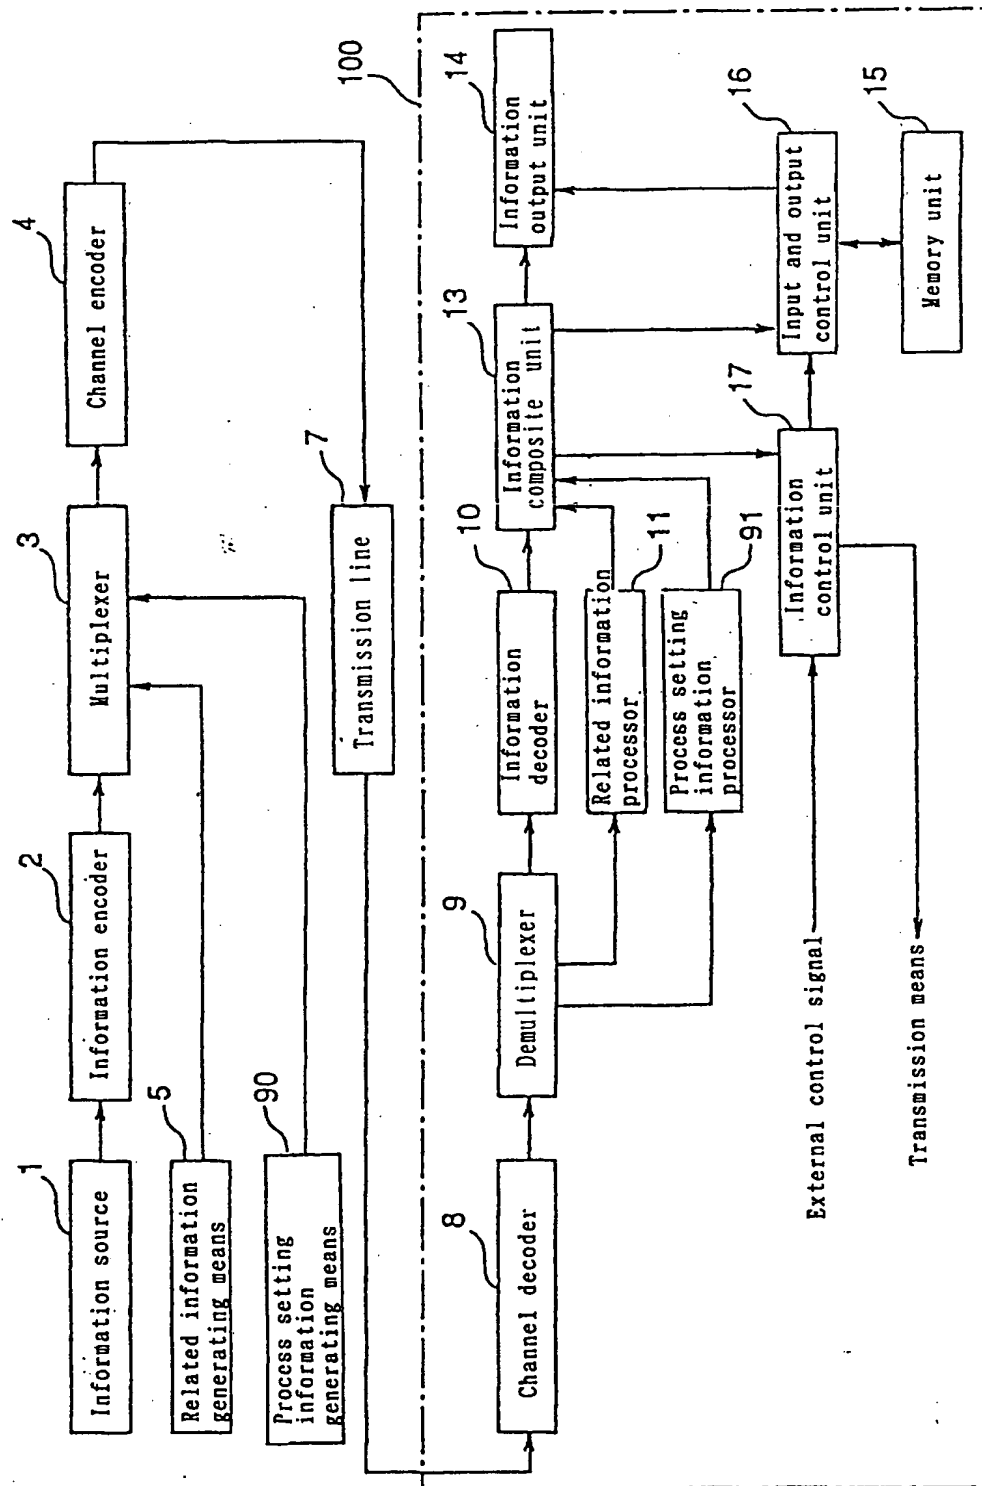 1
Information source
2
Information encoder
3
Multiplexer
4
Channel encoder
5
Related information
generating means
90
Process setting
information
generating means
7
Transmission line
100
8
Channel decoder
9
Demultiplexer
10
Information
decoder
11
Related information
processor
91
Process setting
information
processor
13
Information
composite unit
14
Information
output unit
17
Information
control unit
16
Input and output
control unit
15
Memory unit
External control signal
Transmission means